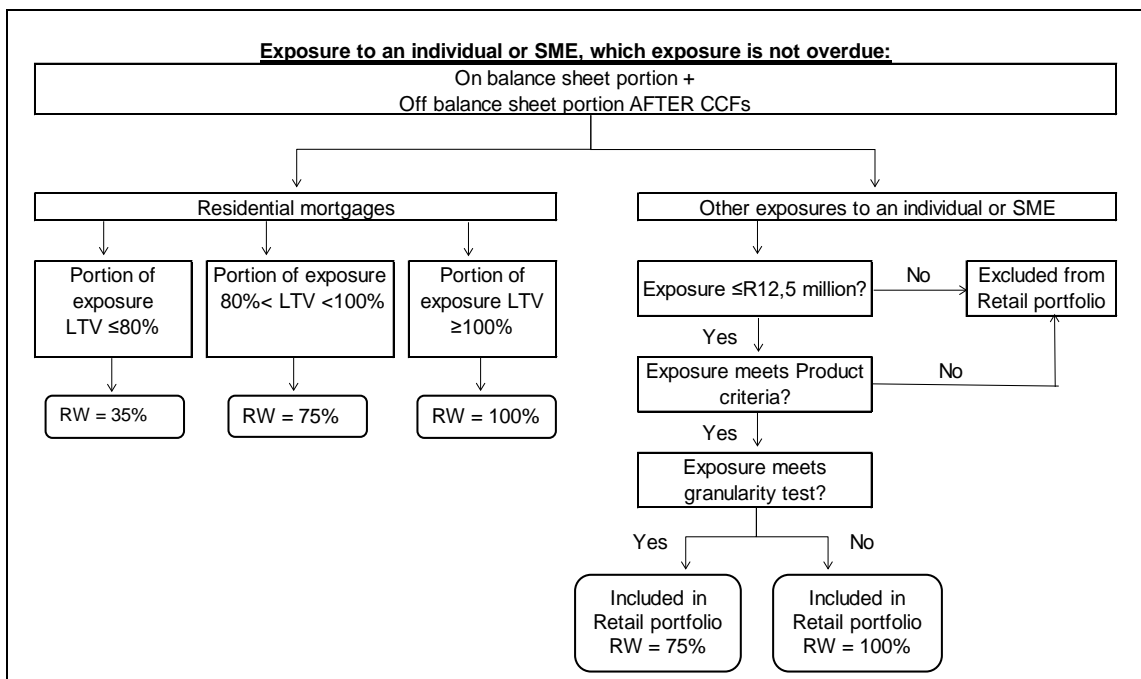 Exposure to an individual or SME, which exposure is not overdue:
On balance sheet portion +
Off balance sheet portion AFTER CCFs
Residential mortgages
Portion of
exposure
LTV ≤80%
Portion of exposure
80%< LTV <100%
Portion of
exposure LTV
≥100%
RW = 35%
RW = 75%
RW = 100%
Other exposures to an individual or SME
Exposure ≤R12,5 million?
No
Excluded from
Retail portfolio
Yes
Exposure meets Product
criteria?
No
Yes
Exposure meets
granularity test?
Yes
No
Included in
Retail portfolio
RW = 75%
Included in
Retail portfolio
RW = 100%